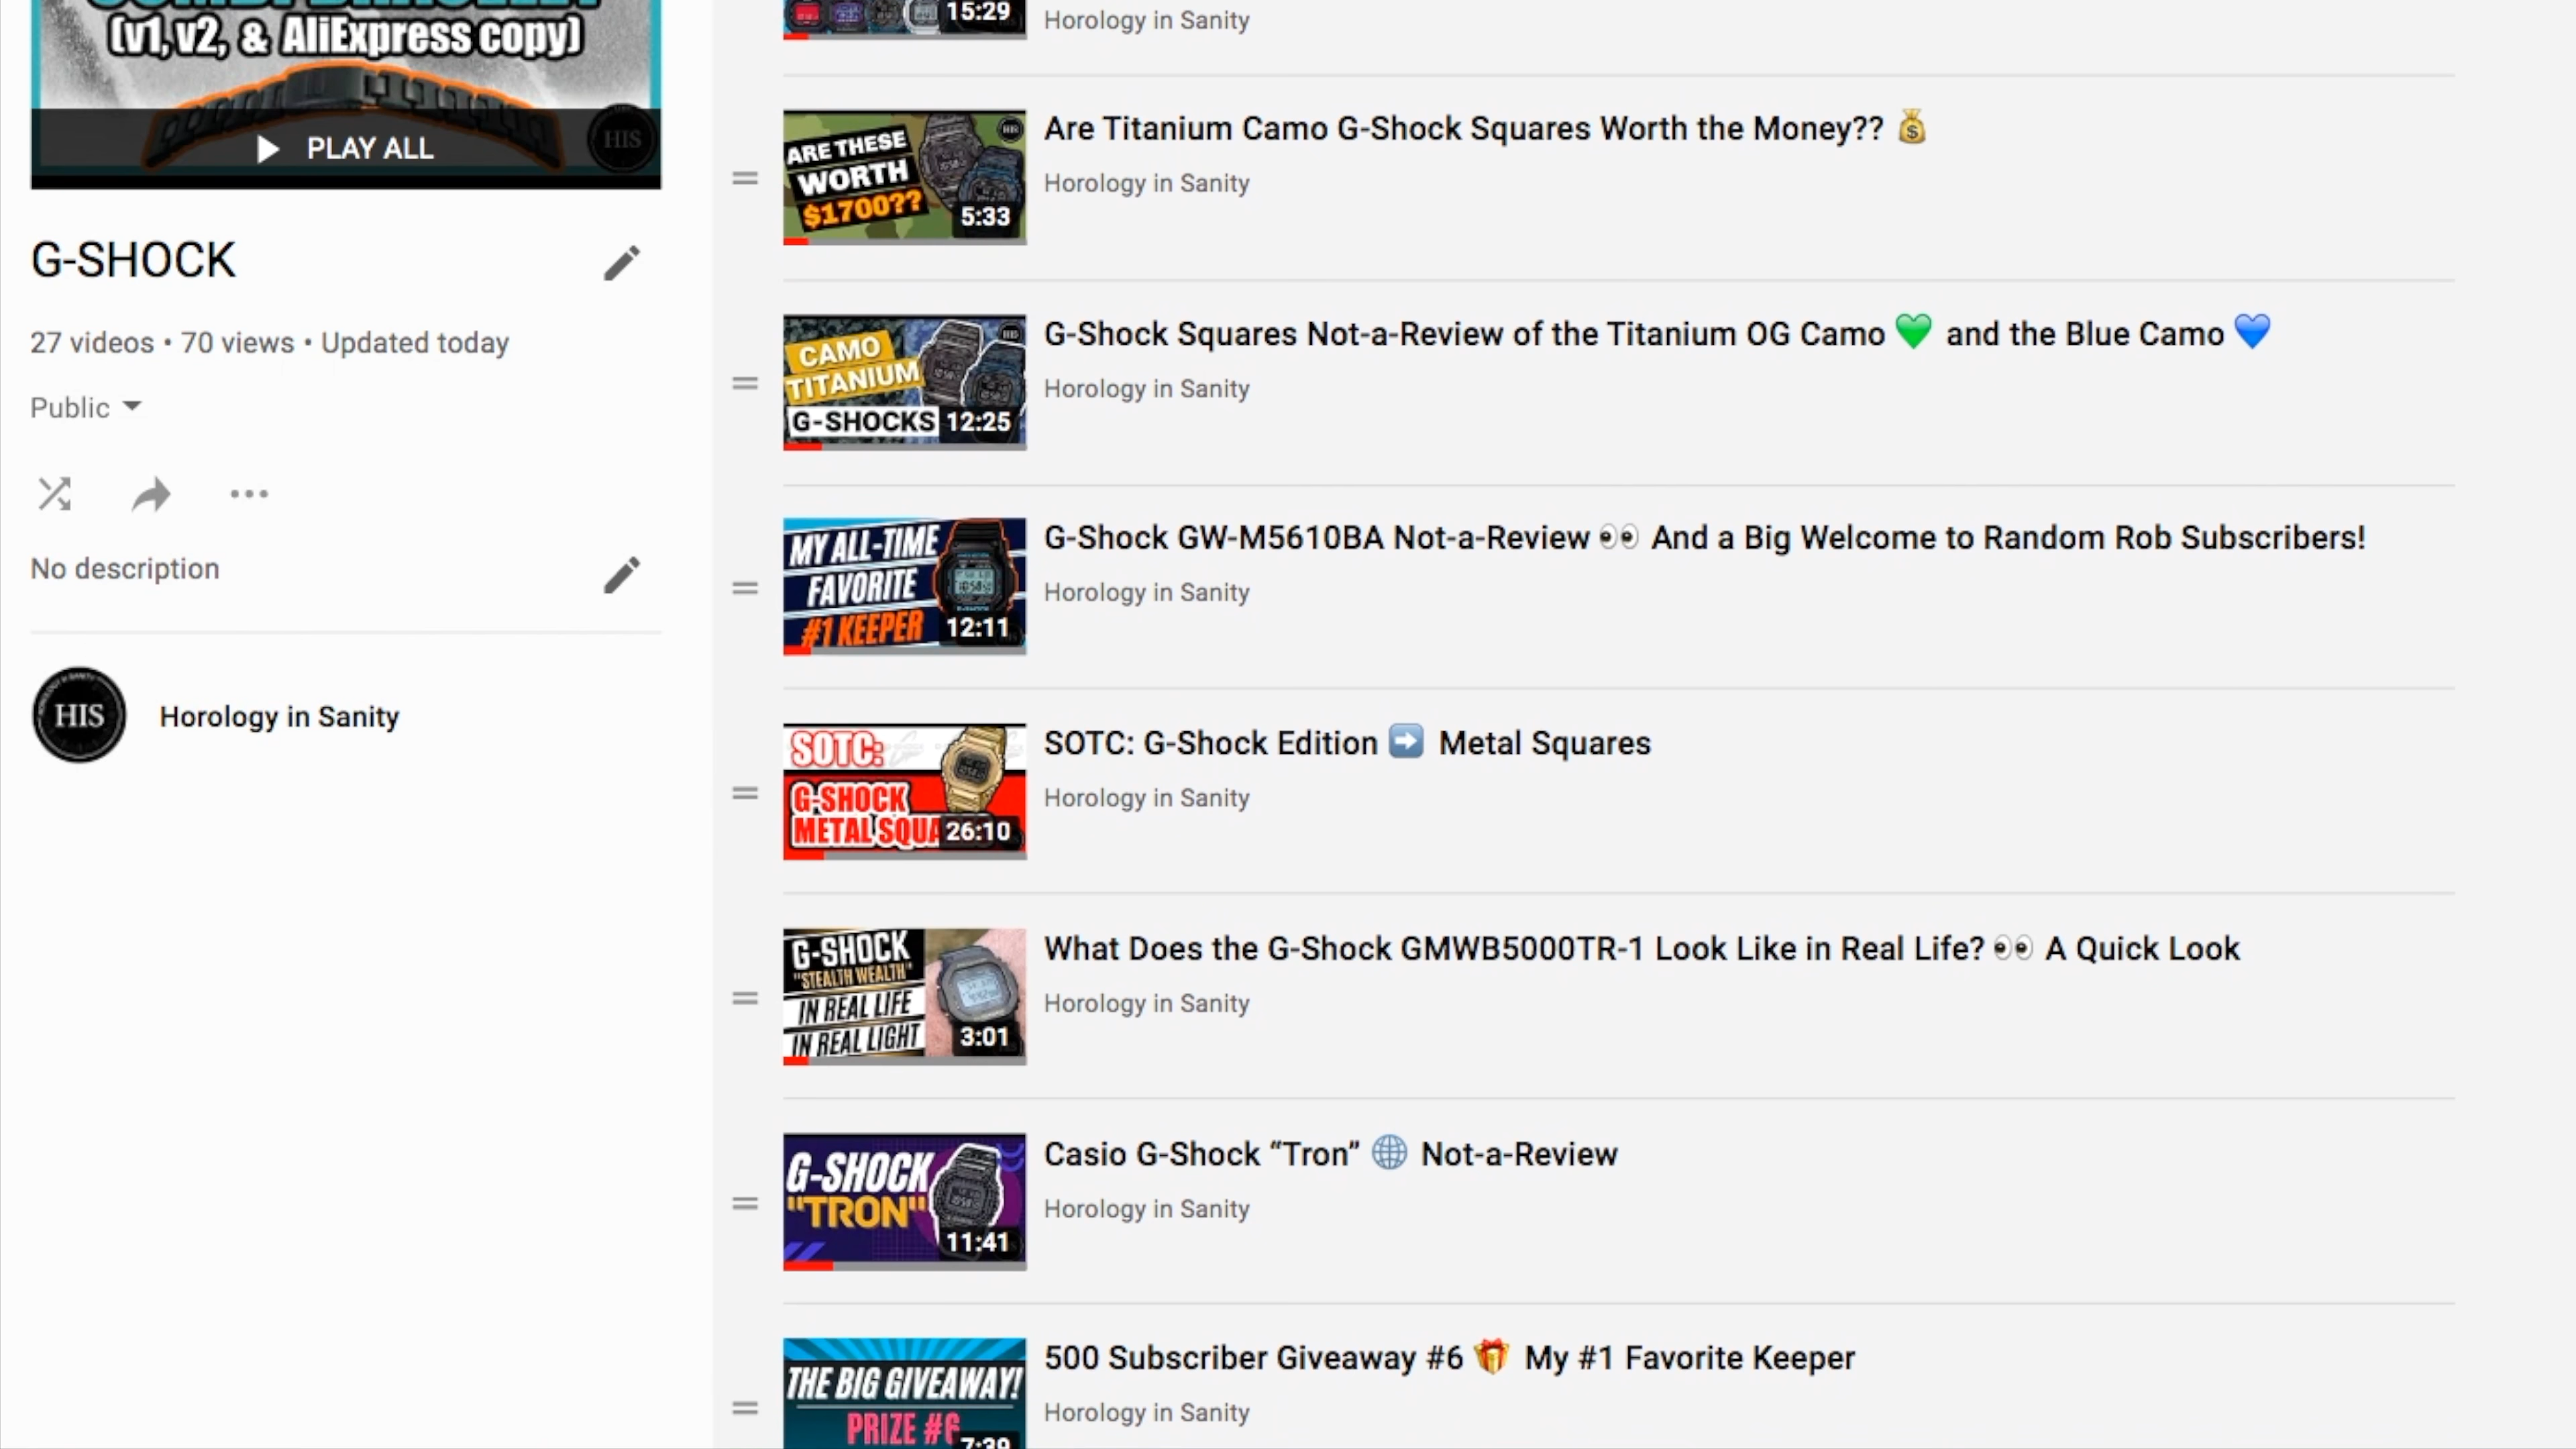 (v1, v2, & AliExpress copy)
HIS
PLAY ALL
G-SHOCK
27 videos • 70 views • Updated today
Public
No description
HIS
Horology in Sanity
15:29
Horology in Sanity
ARE THESE
WORTH
$1700??
5:33
Are Titanium Camo G-Shock Squares Worth the Money?? 💰
Horology in Sanity
CAMO
TITANIUM
G-SHOCKS
12:25
G-Shock Squares Not-a-Review of the Titanium OG Camo 💚 and the Blue Camo 💙
Horology in Sanity
MY ALL-TIME
FAVORITE
#1 KEEPER
12:11
G-Shock GW-M5610BA Not-a-Review 👀 And a Big Welcome to Random Rob Subscribers!
Horology in Sanity
SOTC:
G-SHOCK
METAL SQUA
26:10
SOTC: G-Shock Edition ➡️ Metal Squares
Horology in Sanity
G-SHOCK
"STEALTH WEALTH"
IN REAL LIFE
IN REAL LIGHT
3:01
What Does the G-Shock GMWB5000TR-1 Look Like in Real Life? 👀 A Quick Look
Horology in Sanity
G-SHOCK
"TRON"
11:41
Casio G-Shock “Tron” 🌐 Not-a-Review
Horology in Sanity
THE BIG GIVEAWAY!
PRIZE #6
7:39
500 Subscriber Giveaway #6 🎁 My #1 Favorite Keeper
Horology in Sanity